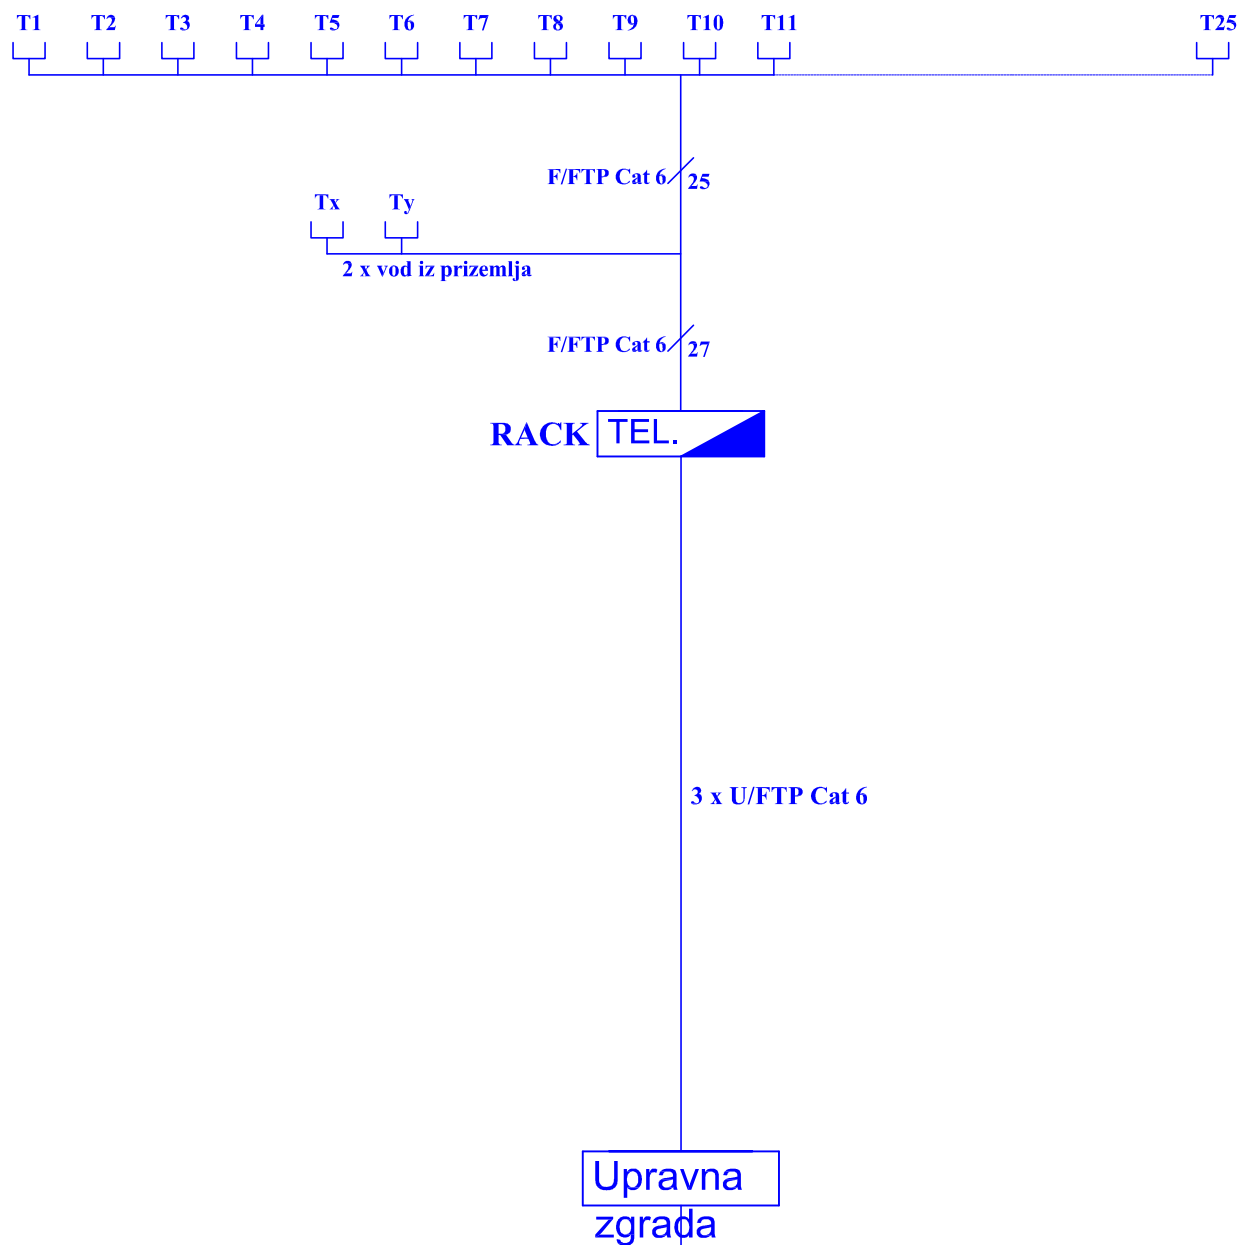 T1 T2 T3 T4 T5 T6 T7 T8 T9 T10 T11 T25
F/FTP Cat 6 25
Tx Ty
2 x vod iz prizemlja
F/FTP Cat 6 27
RACK TEL.
3 x U/FTP Cat 6
Upravna
zgrada